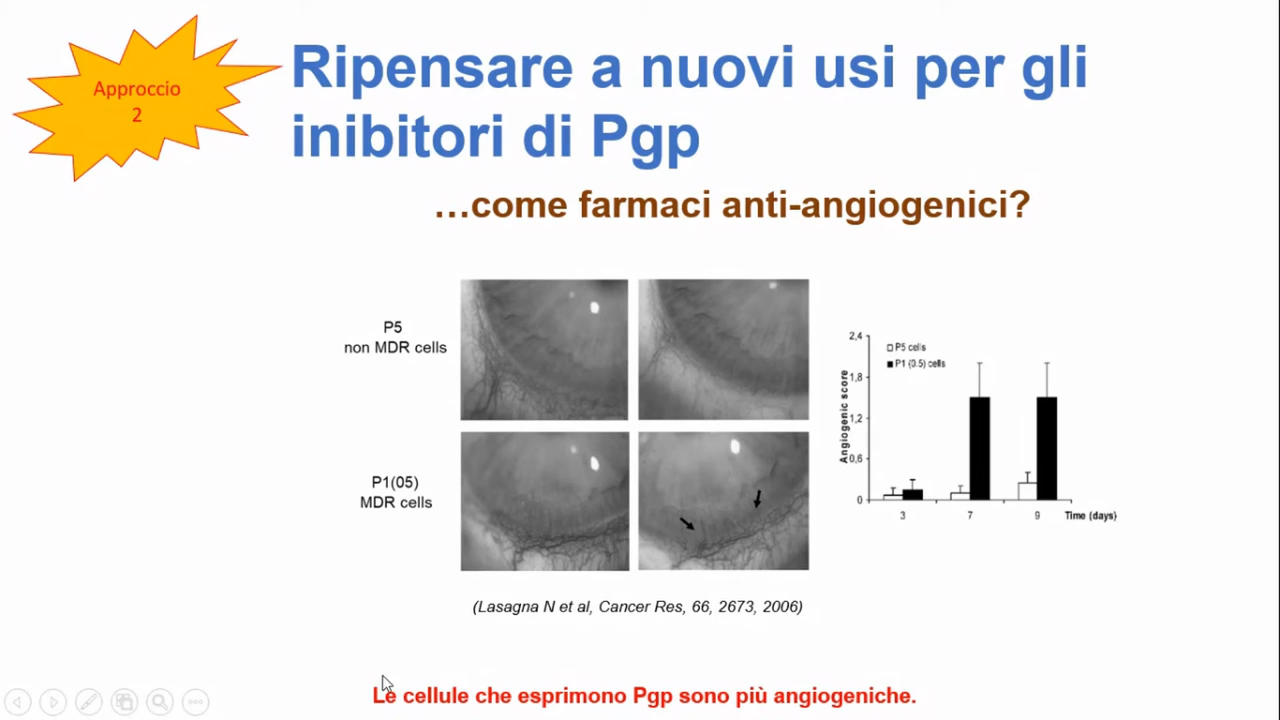 Approccio
2
Ripensare a nuovi usi per gli
inibitori di Pgp
…come farmaci anti-angiogenici?
P5
non MDR cells
P1(05)
MDR cells
2,4
1,8
1,2
0,6
0
Angiogenic score
P5 cells
P1 (0.5) cells
3
7
9
Time (days)
(Lasagna N et al, Cancer Res, 66, 2673, 2006)
Le cellule che esprimono Pgp sono più angiogeniche.